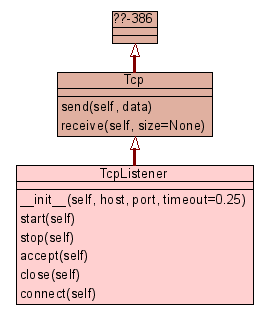 ??-386
Tcp
send(self, data)
receive(self, size=None)
TcpListener
__init__(self, host, port, timeout=0.25)
start(self)
stop(self)
accept(self)
close(self)
connect(self)